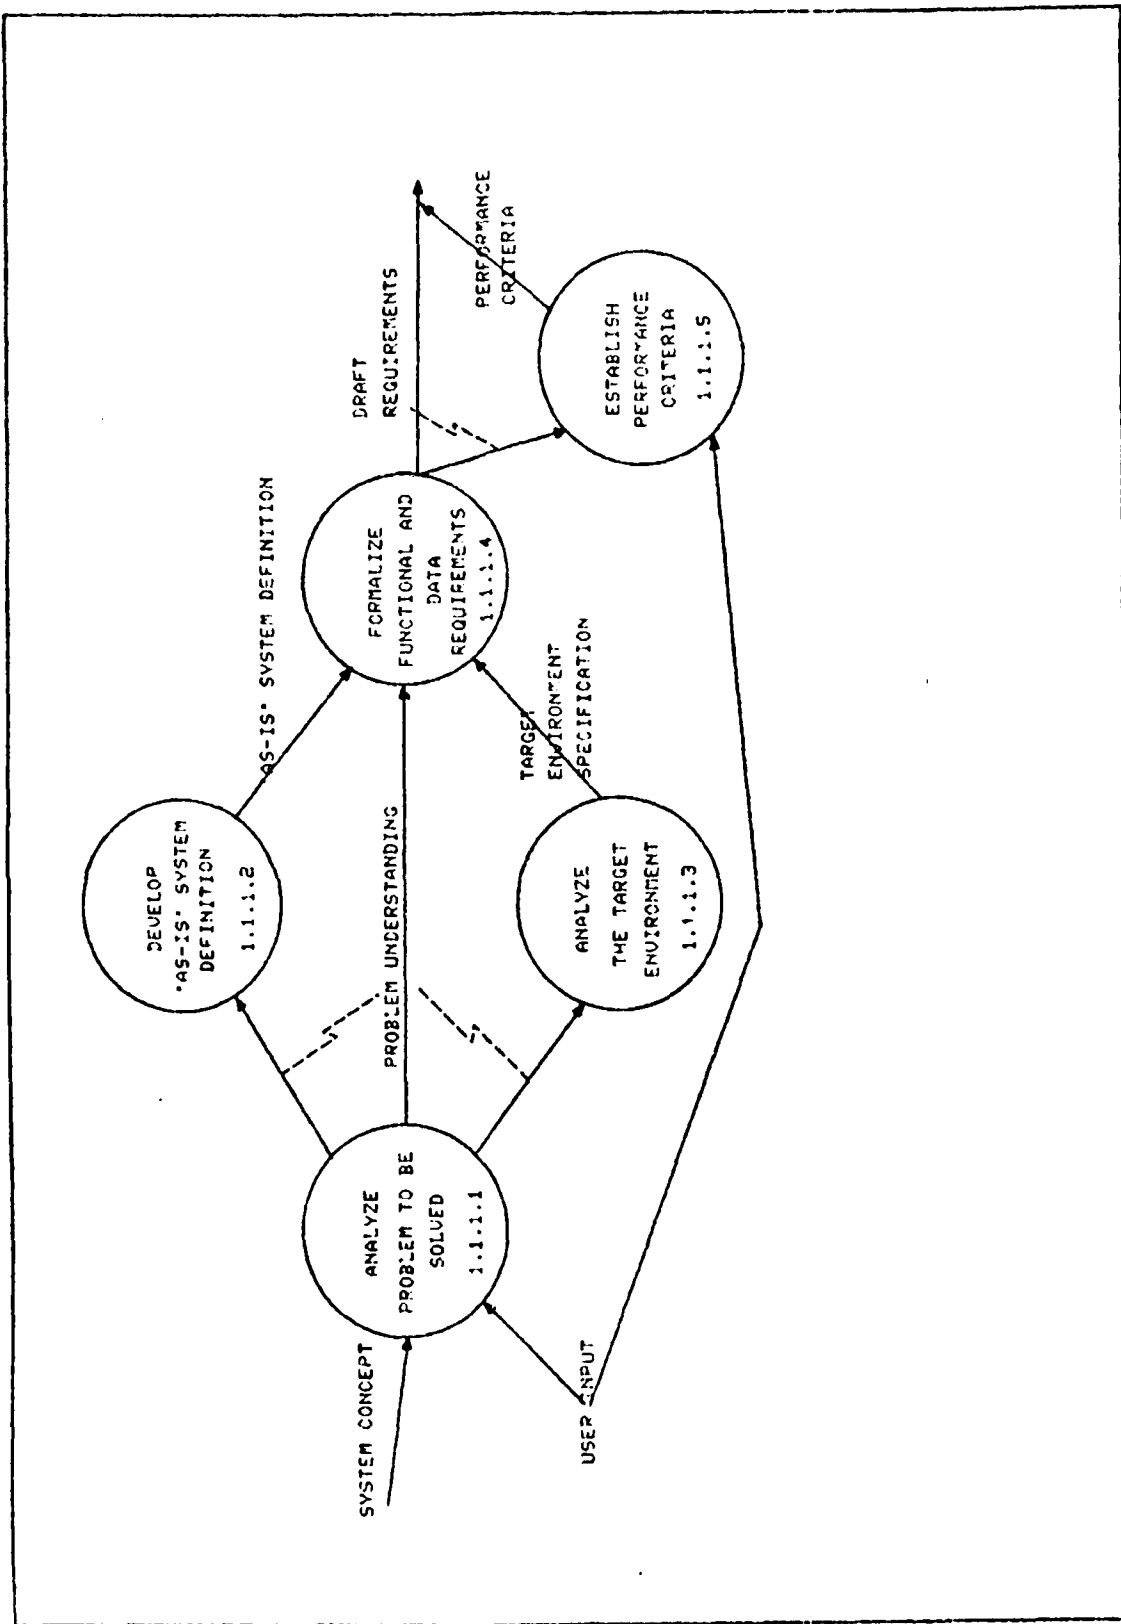 SYSTEM CONCEPT
USER INPUT
ANALYZE
PROBLEM TO BE
SOLVED
1.1.1.1
PROBLEM UNDERSTANDING
DEVELOP
"AS-IS" SYSTEM
DEFINITION
1.1.1.2
ANALYZE
THE TARGET
ENVIRONMENT
1.1.1.3
"AS-IS" SYSTEM DEFINITION
TARGET
ENVIRONMENT
SPECIFICATION
FORMALIZE
FUNCTIONAL AND
DATA
REQUIREMENTS
1.1.1.4
DRAFT
REQUIREMENTS
ESTABLISH
PERFORMANCE
CRITERIA
1.1.1.5
PERFORMANCE
CRITERIA